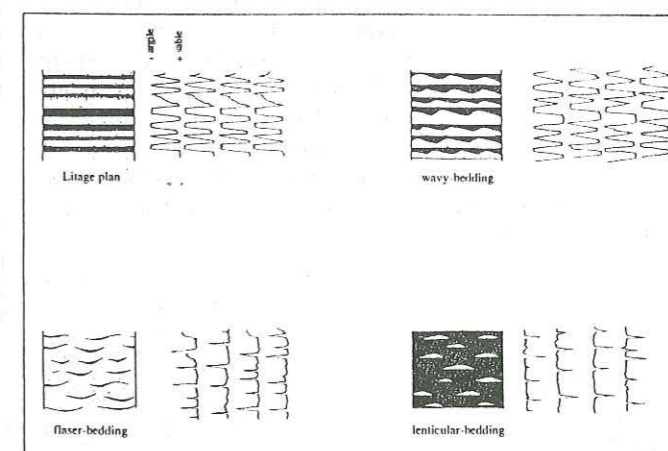 - argile
+ sable
Litage plan
wavy-bedding
flaser-bedding
lenticular-bedding